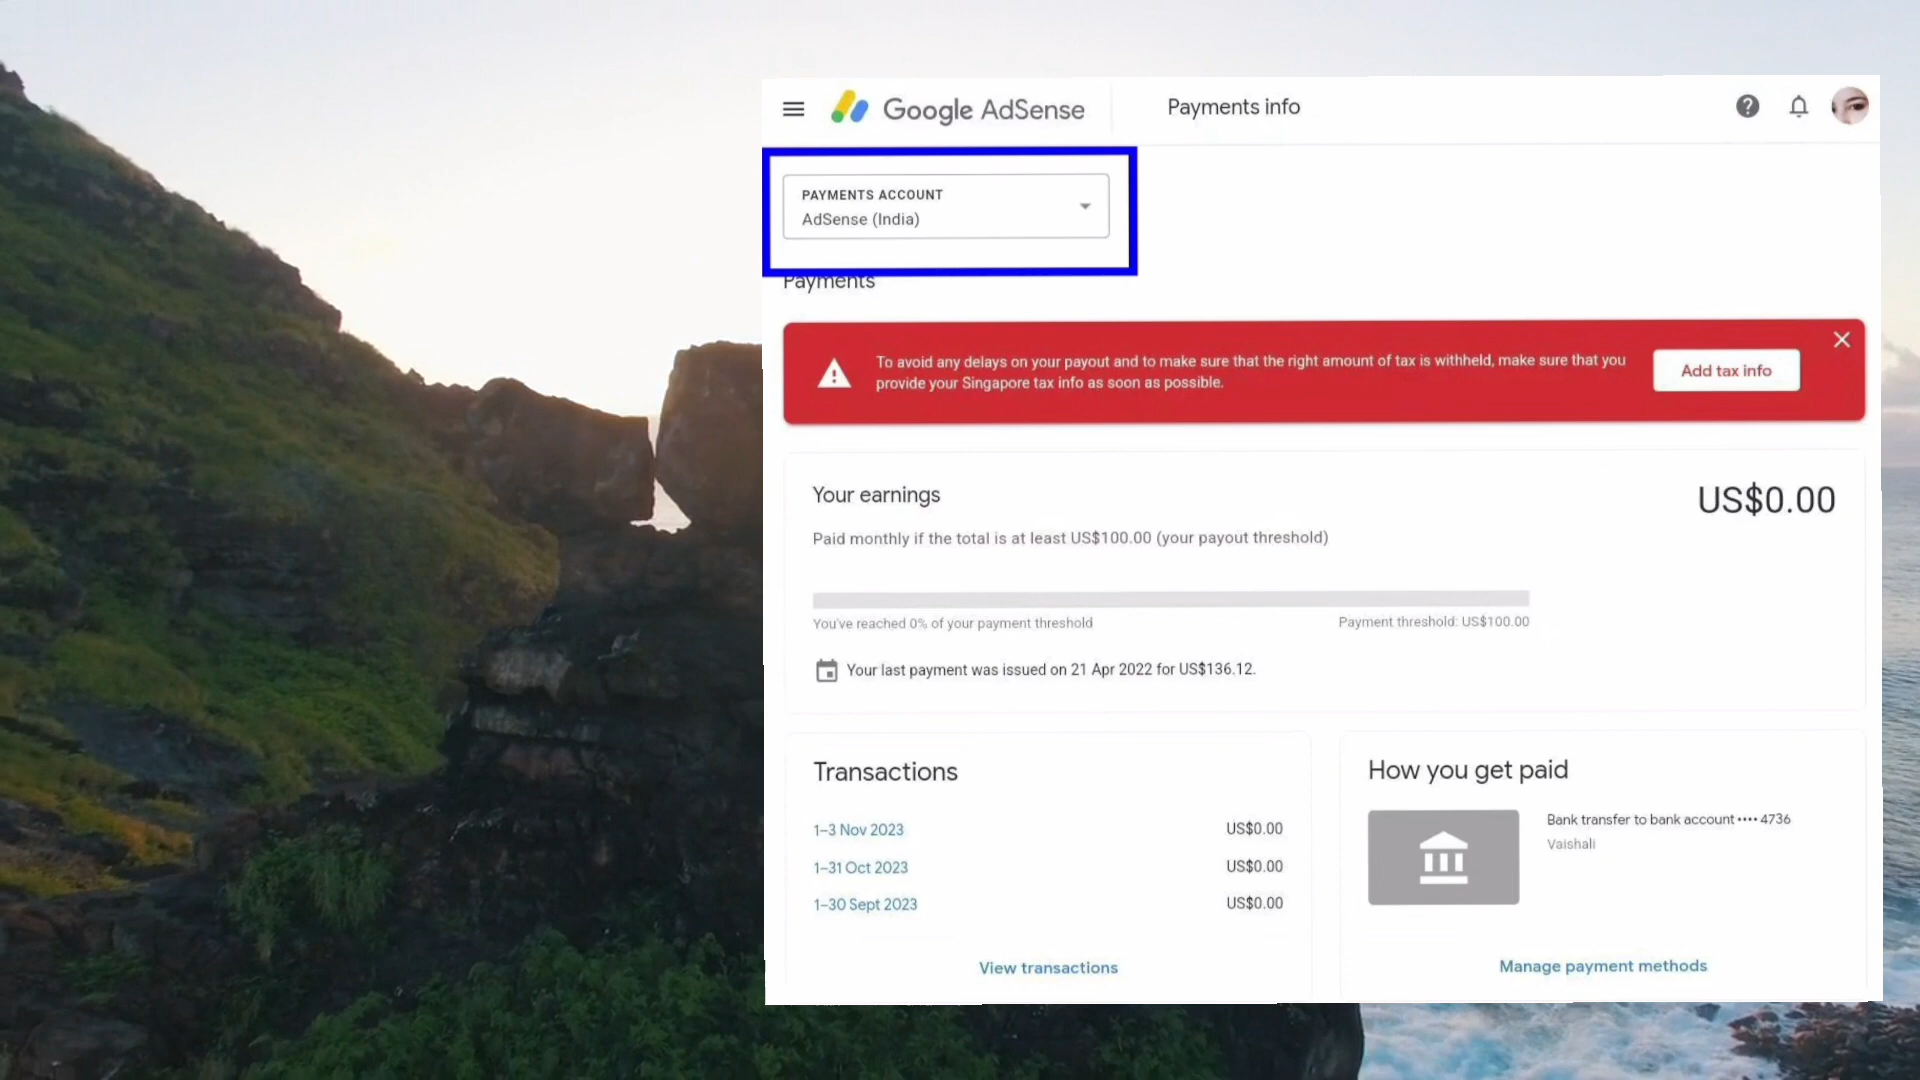 Google AdSense
Payments info
PAYMENTS ACCOUNT
AdSense (India)
Payments
To avoid any delays on your payout and to make sure that the right amount of tax is withheld, make sure that you
provide your Singapore tax info as soon as possible.
Add tax info
Your earnings
US$0.00
Paid monthly if the total is at least US$100.00 (your payout threshold)
You've reached 0% of your payment threshold
Payment threshold: US$100.00
Your last payment was issued on 21 Apr 2022 for US$136.12.
Transactions
1–3 Nov 2023 US$0.00
1–31 Oct 2023 US$0.00
1–30 Sept 2023 US$0.00
View transactions
How you get paid
Bank transfer to bank account •••• 4736
Vaishali
Manage payment methods